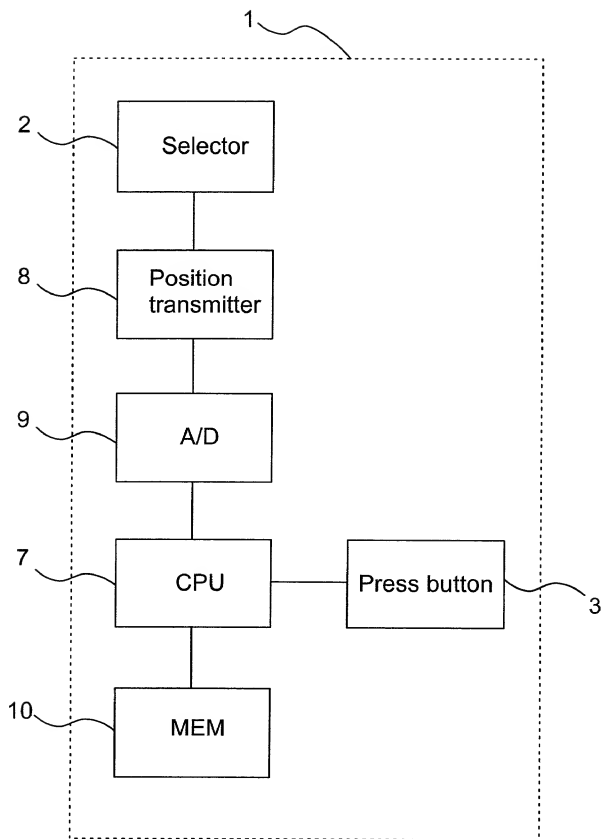 1
2
Selector
8
Position
transmitter
9
A/D
7
CPU
Press button
3
10
MEM